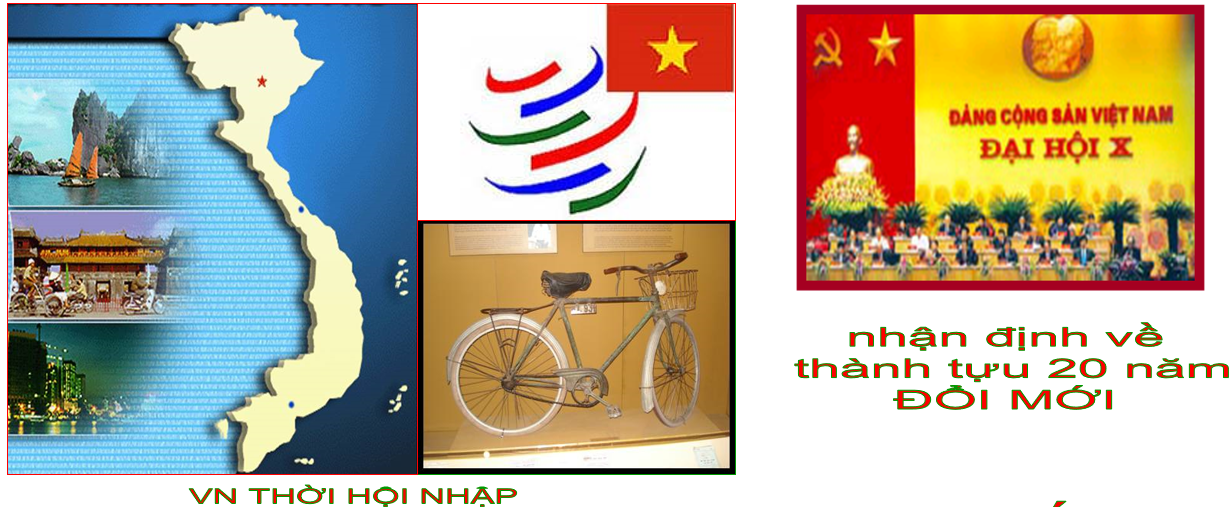 ĐẢNG CỘNG SẢN VIỆT NAM
ĐẠI HỘI X
nhận định về
thành tựu 20 năm
ĐỔI MỚI
VN THỜI HỘI NHẬP